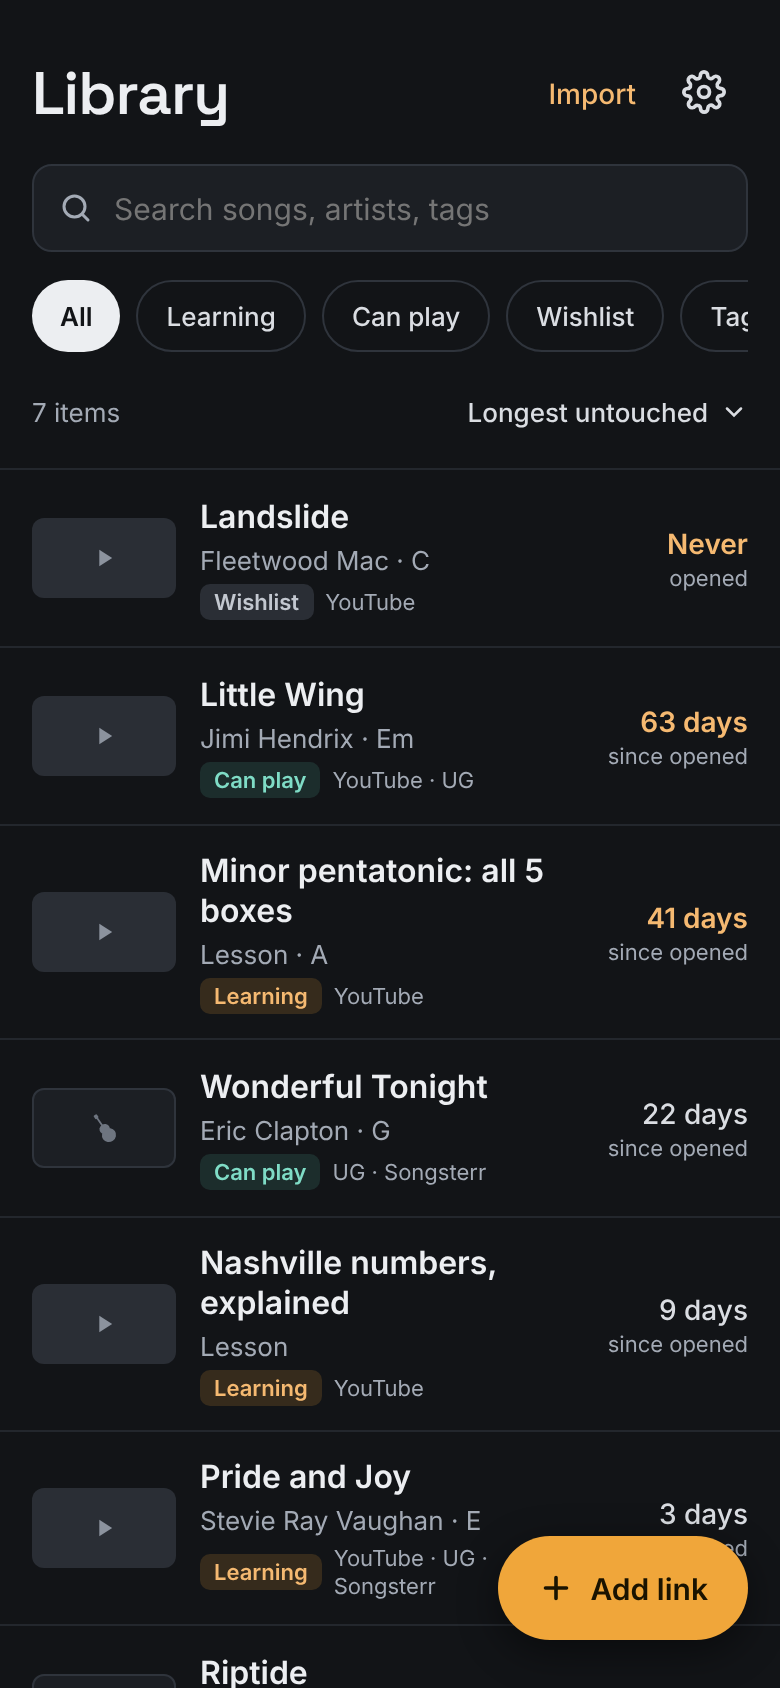 Library
Import
Search songs, artists, tags
All
Learning
Can play
Wishlist
Tag
7 items
Longest untouched
Landslide
Fleetwood Mac · C
Wishlist YouTube
Never
opened
Little Wing
Jimi Hendrix · Em
Can play YouTube · UG
63 days
since opened
Minor pentatonic: all 5
boxes
Lesson · A
Learning YouTube
41 days
since opened
Wonderful Tonight
Eric Clapton · G
Can play UG · Songsterr
22 days
since opened
Nashville numbers,
explained
Lesson
Learning YouTube
9 days
since opened
Pride and Joy
Stevie Ray Vaughan · E
Learning YouTube · UG ·
Songsterr
3 days
Add link
Riptide